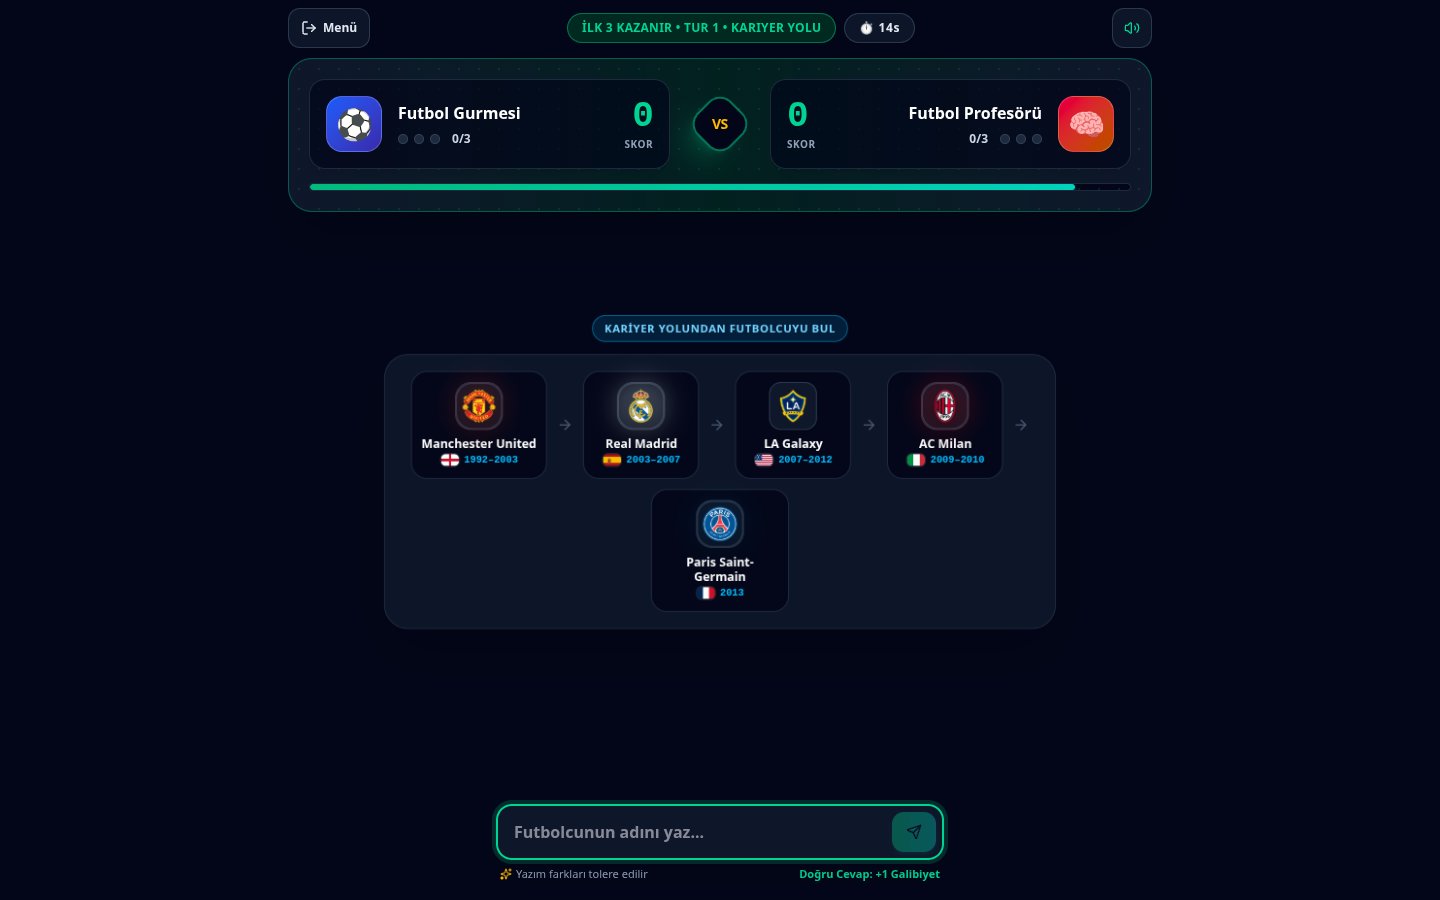 Menü
İLK 3 KAZANIR • TUR 1 • KARIYER YOLU
14s
Futbol Gurmesi
0/3
0
SKOR
VS
0
SKOR
Futbol Profesörü
0/3
KARİYER YOLUNDAN FUTBOLCUYU BUL
Manchester United
1992–2003
Real Madrid
2003–2007
LA Galaxy
2007–2012
AC Milan
2009–2010
Paris Saint-
Germain
2013
Futbolcunun adını yaz...
Yazım farkları tolere edilir
Doğru Cevap: +1 Galibiyet